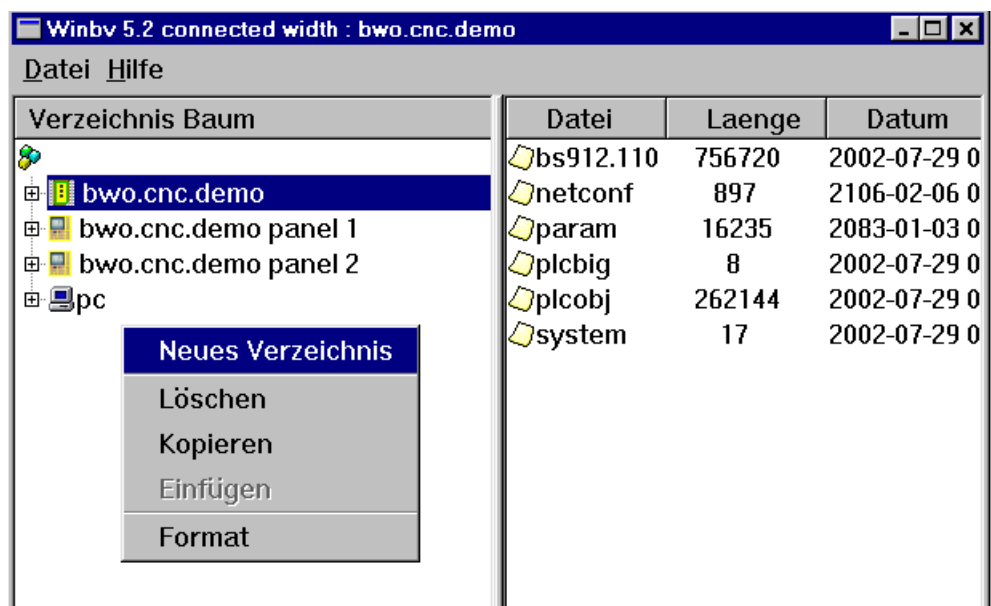 Winbv 5.2 connected width : bwo.cnc.demo
Datei Hilfe
Verzeichnis Baum
bwo.cnc.demo
bwo.cnc.demo panel 1
bwo.cnc.demo panel 2
pc
Neues Verzeichnis
Löschen
Kopieren
Einfügen
Format
Datei Laenge Datum
bs912.110 756720 2002-07-29 0
netconf 897 2106-02-06 0
param 16235 2083-01-03 0
plcbig 8 2002-07-29 0
plcobj 262144 2002-07-29 0
system 17 2002-07-29 0